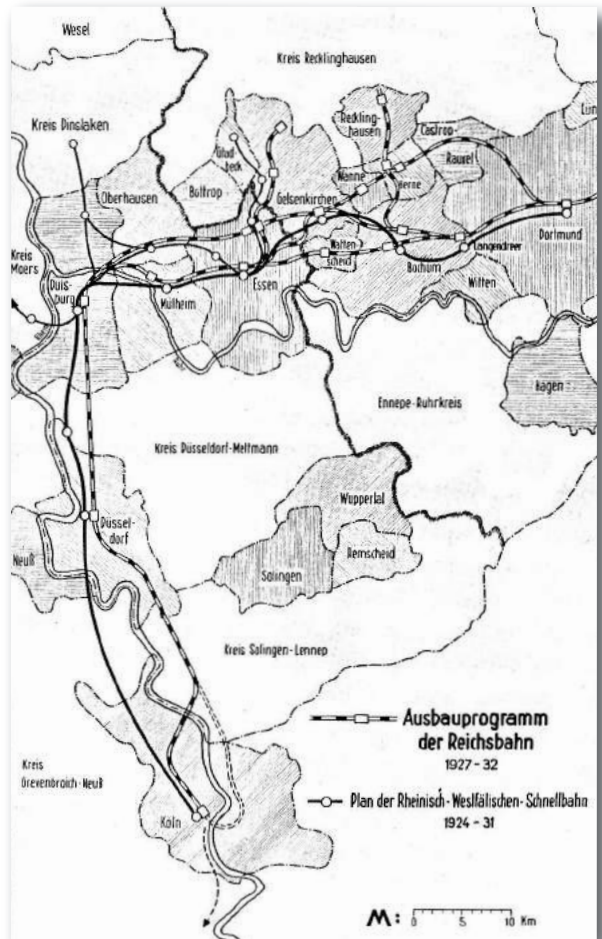 Wesel
Kreis Recklinghausen
Kreis Dinslaken
Reckling-
hausen
Castrop-
Rauxel
Lün
Glad
beck
Oberhausen
Bottrop
Wanne
Herne
Gelsenkirchen
Kreis
Moers
Watten-
scheid
Dortmund
Langendreer
Duis-
burg
Mülheim
Essen
Bochum
Witten
Hagen
Ennepe-Ruhrkreis
Kreis Düsseldorf-Mettmann
Wuppertal
Düssel-
dorf
Remscheid
Neuß
Solingen
Kreis Solingen-Lennep
Ausbauprogramm
der Reichsbahn
1927-32
Kreis
Grevenbroich-Neuß
Plan der Rheinisch-Westfälischen-Schnellbahn
1924-31
Köln
M: 0 5 10 Km